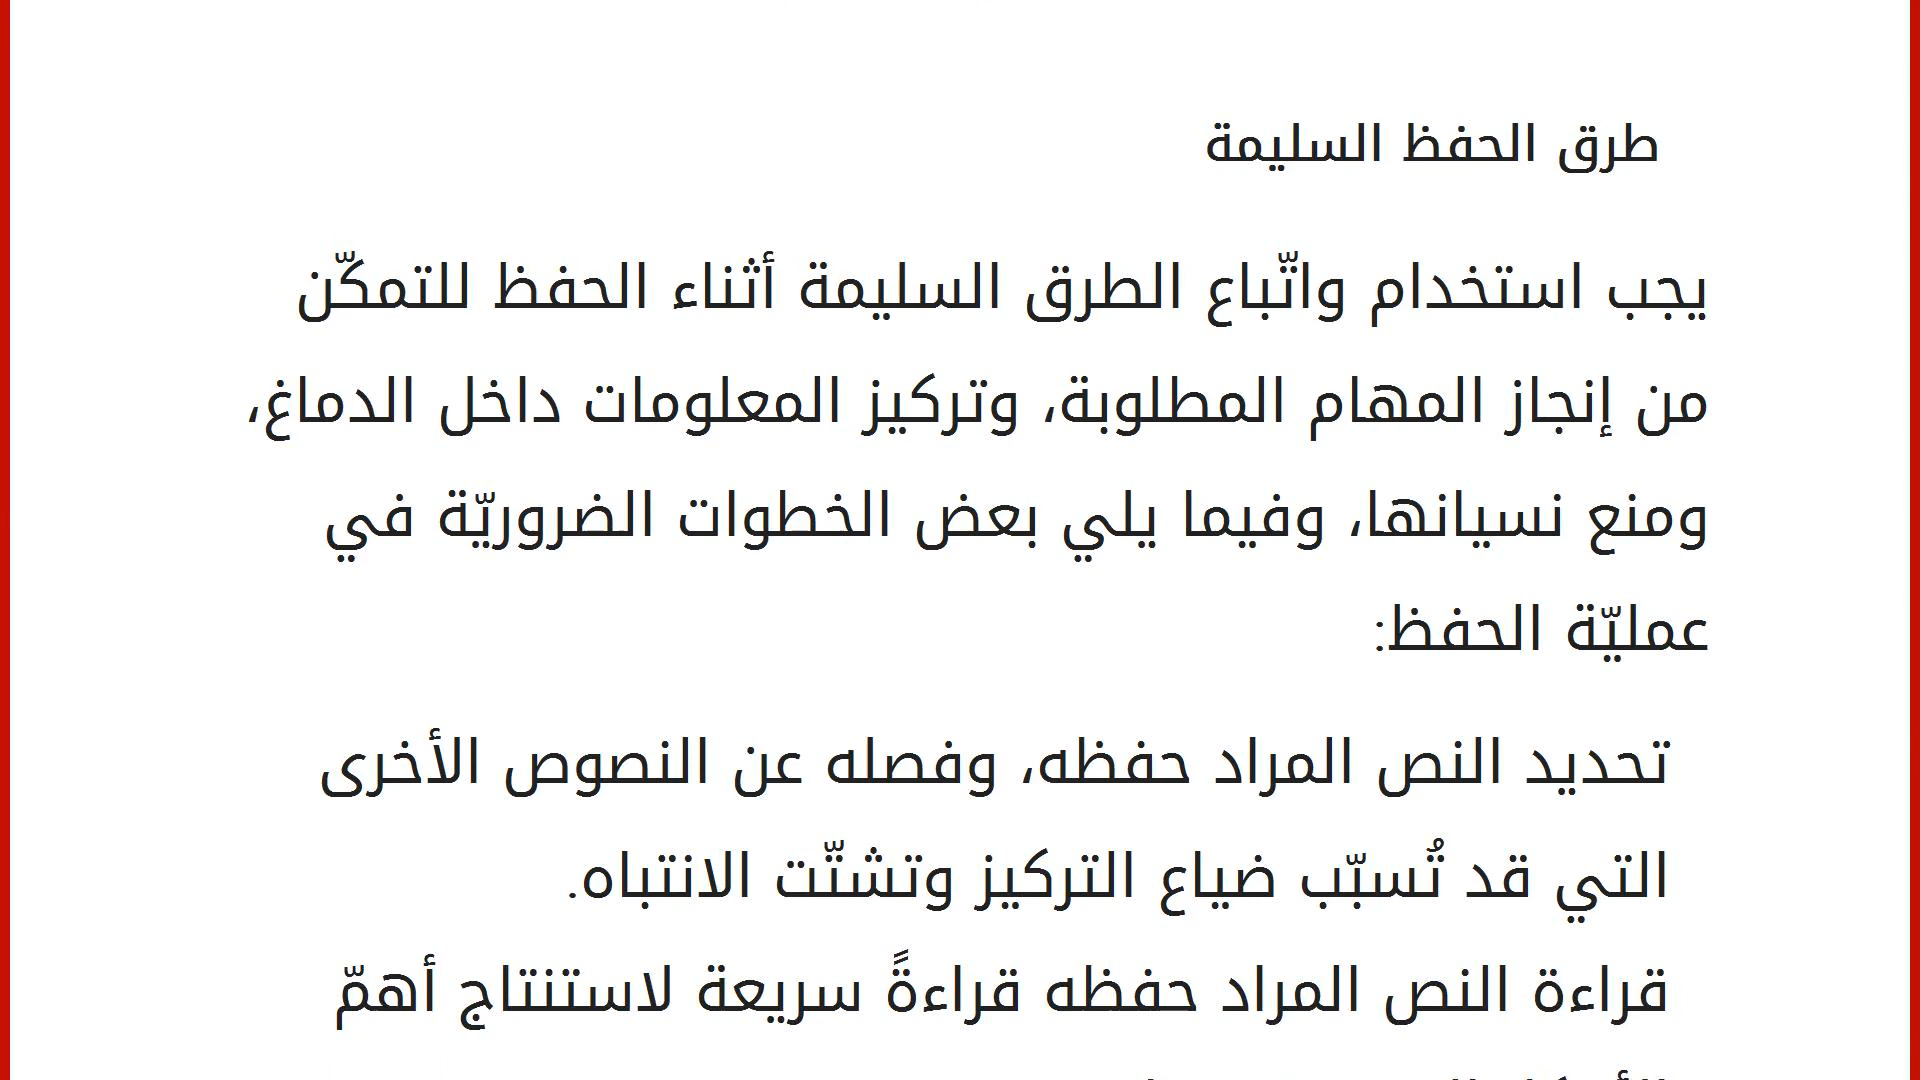 طرق الحفظ السليمة
يجب استخدام واتّباع الطرق السليمة أثناء الحفظ للتمكّن
من إنجاز المهام المطلوبة، وتركيز المعلومات داخل الدماغ،
ومنع نسيانها، وفيما يلي بعض الخطوات الضروريّة في
عمليّة الحفظ:
تحديد النص المراد حفظه، وفصله عن النصوص الأخرى
التي قد تُسبّب ضياع التركيز وتشتّت الانتباه.
قراءة النص المراد حفظه قراءةً سريعة لاستنتاج أهمّ